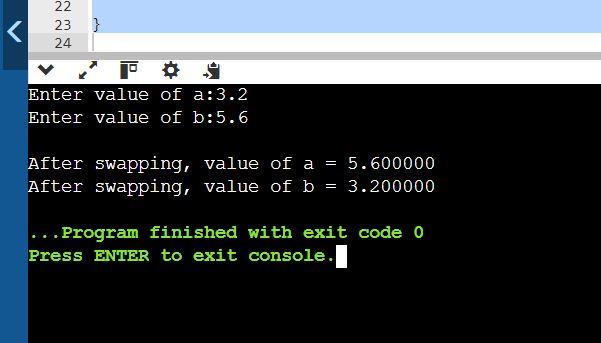 22
23 }
24
Enter value of a:3.2
Enter value of b:5.6
After swapping, value of a = 5.600000
After swapping, value of b = 3.200000
...Program finished with exit code 0
Press ENTER to exit console.